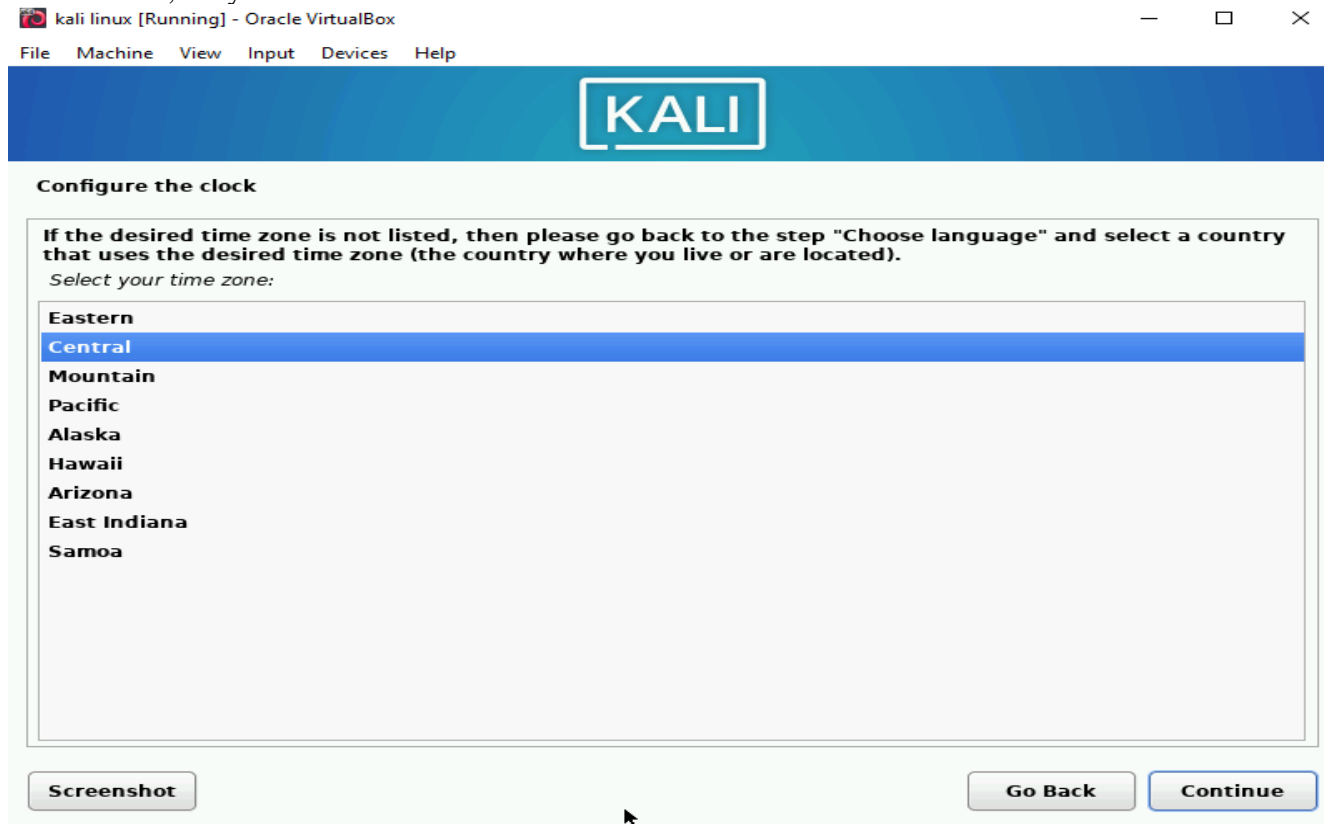 kali linux [Running] - Oracle VirtualBox
File Machine View Input Devices Help
KALI
Configure the clock
If the desired time zone is not listed, then please go back to the step "Choose language" and select a country
that uses the desired time zone (the country where you live or are located).
Select your time zone:
Eastern
Central
Mountain
Pacific
Alaska
Hawaii
Arizona
East Indiana
Samoa
Screenshot Go Back Continue